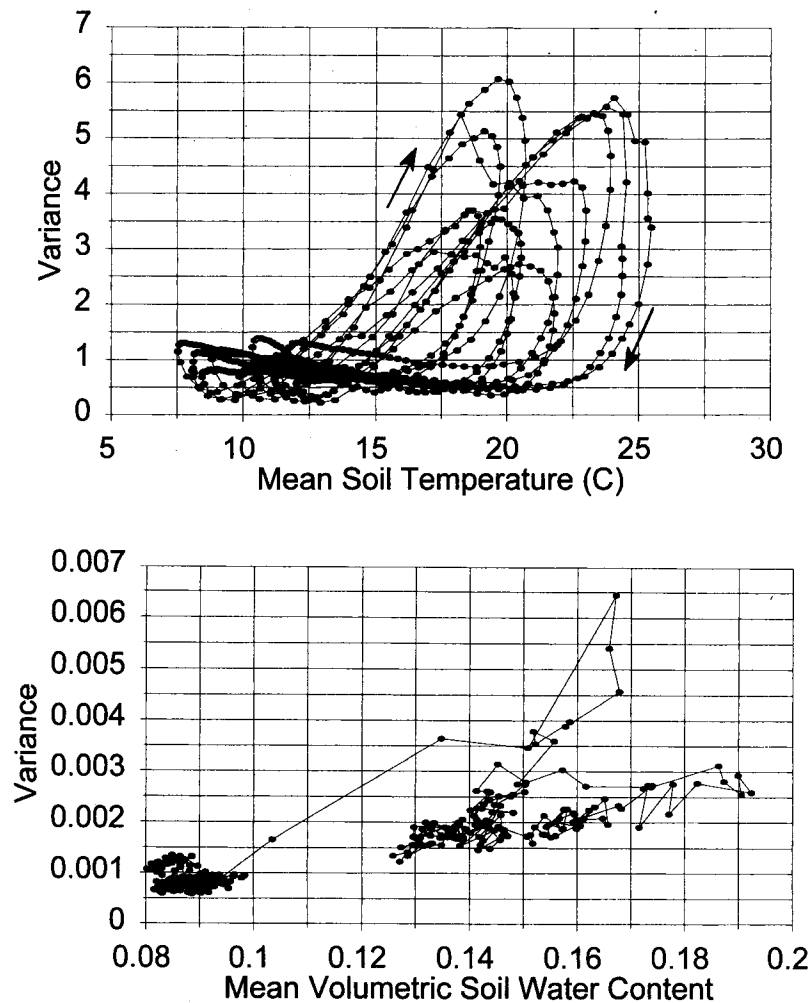 7
6
5
4
3
2
1
0
Variance
5 10 15 20 25 30
Mean Soil Temperature (C)
0.007
0.006
0.005
0.004
0.003
0.002
0.001
0
Variance
0.08 0.1 0.12 0.14 0.16 0.18 0.2
Mean Volumetric Soil Water Content